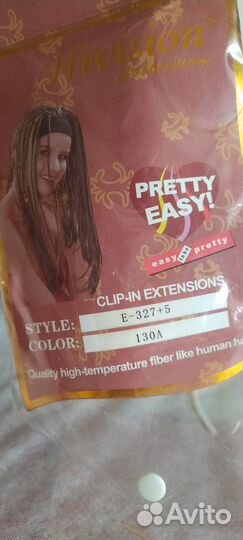 PRETTY
EASY!
easy fun pretty
CLIP-IN EXTENSIONS
STYLE: E-327+5
COLOR: 130A
Quality high-temperature fiber like human
Avito